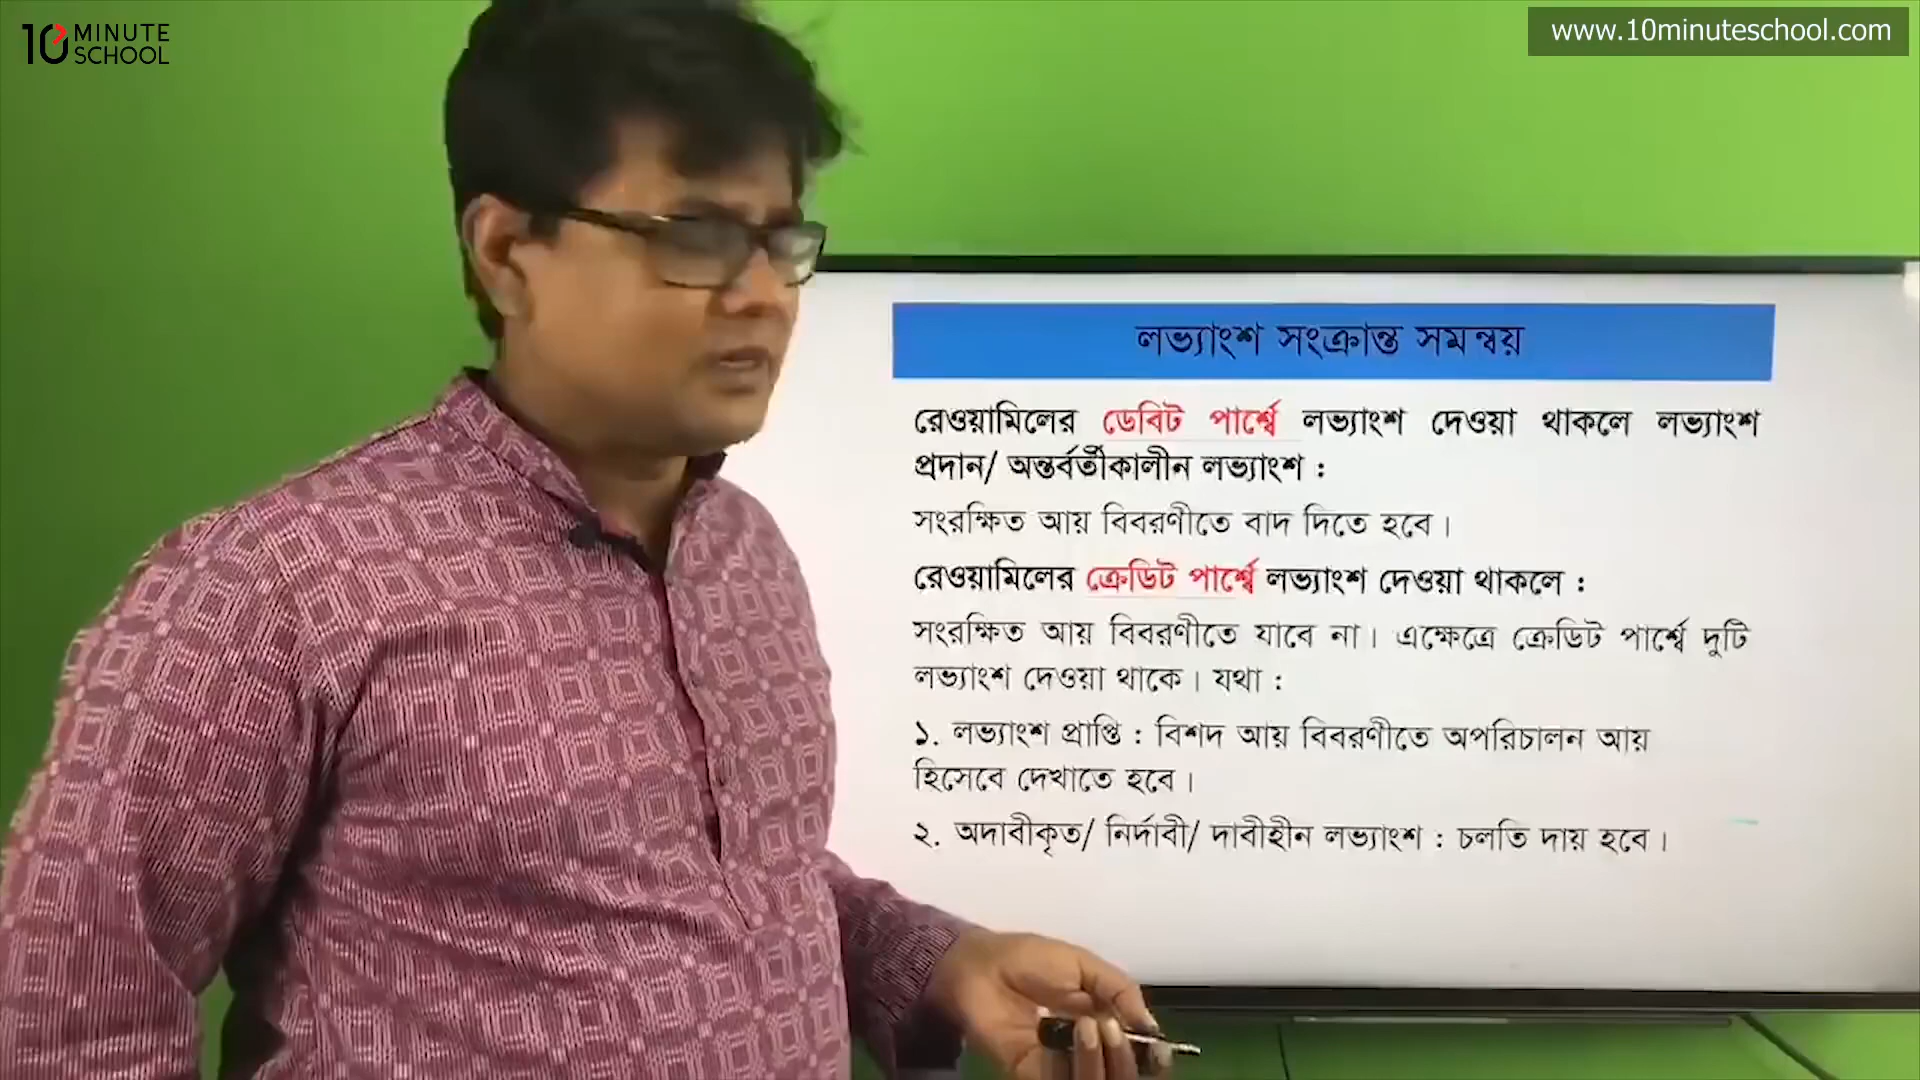 10 MINUTE
SCHOOL
www.10minuteschool.com
লভ্যাংশ সংক্রান্ত সমন্বয়
রেওয়ামিলের ডেবিট পার্শ্বে লভ্যাংশ দেওয়া থাকলে লভ্যাংশ
প্রদান/ অন্তর্বর্তীকালীন লভ্যাংশ :
সংরক্ষিত আয় বিবরণীতে বাদ দিতে হবে।
রেওয়ামিলের ক্রেডিট পার্শ্বে লভ্যাংশ দেওয়া থাকলে :
সংরক্ষিত আয় বিবরণীতে যাবে না। এক্ষেত্রে ক্রেডিট পার্শ্বে দুটি
লভ্যাংশ দেওয়া থাকে। যথা :
১. লভ্যাংশ প্রাপ্তি : বিশদ আয় বিবরণীতে অপরিচালন আয়
হিসেবে দেখাতে হবে।
২. অদাবীকৃত/ নির্দাবী/ দাবীহীন লভ্যাংশ : চলতি দায় হবে।